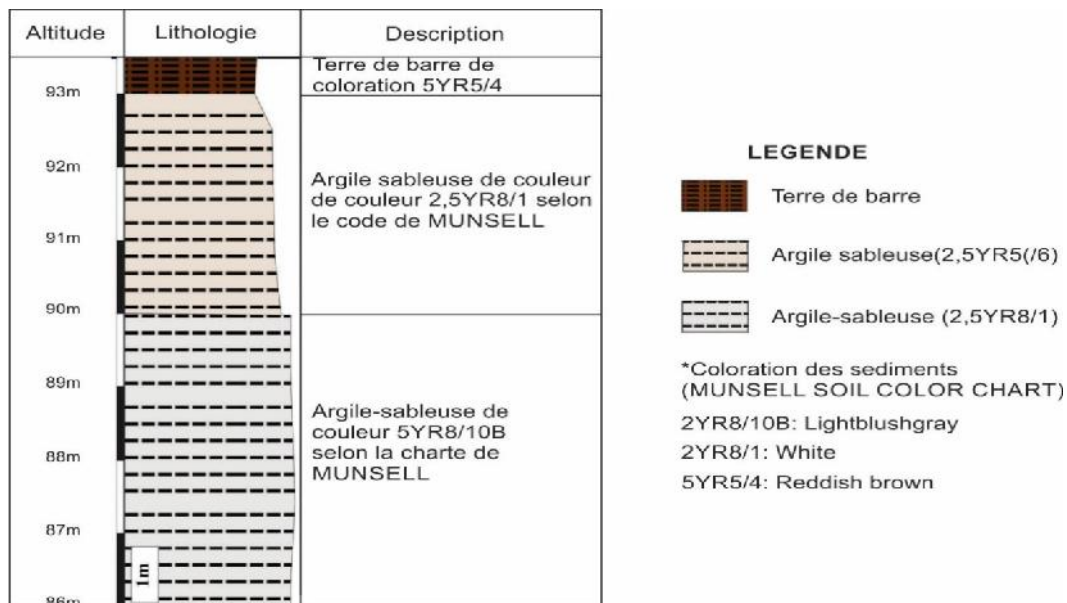 Altitude
Lithologie
Description
Terre de barre de
coloration 5YR5/4
93m
92m
Argile sableuse de couleur
de couleur 2,5YR8/1 selon
le code de MUNSELL
91m
90m
89m
Argile-sableuse de
couleur 5YR8/10B
selon la charte de
MUNSELL
88m
87m
1m
86m
LEGENDE
Terre de barre
Argile sableuse(2,5YR5(/6)
Argile-sableuse (2,5YR8/1)
*Coloration des sediments
(MUNSELL SOIL COLOR CHART)
2YR8/10B: Lightblushgray
2YR8/1: White
5YR5/4: Reddish brown